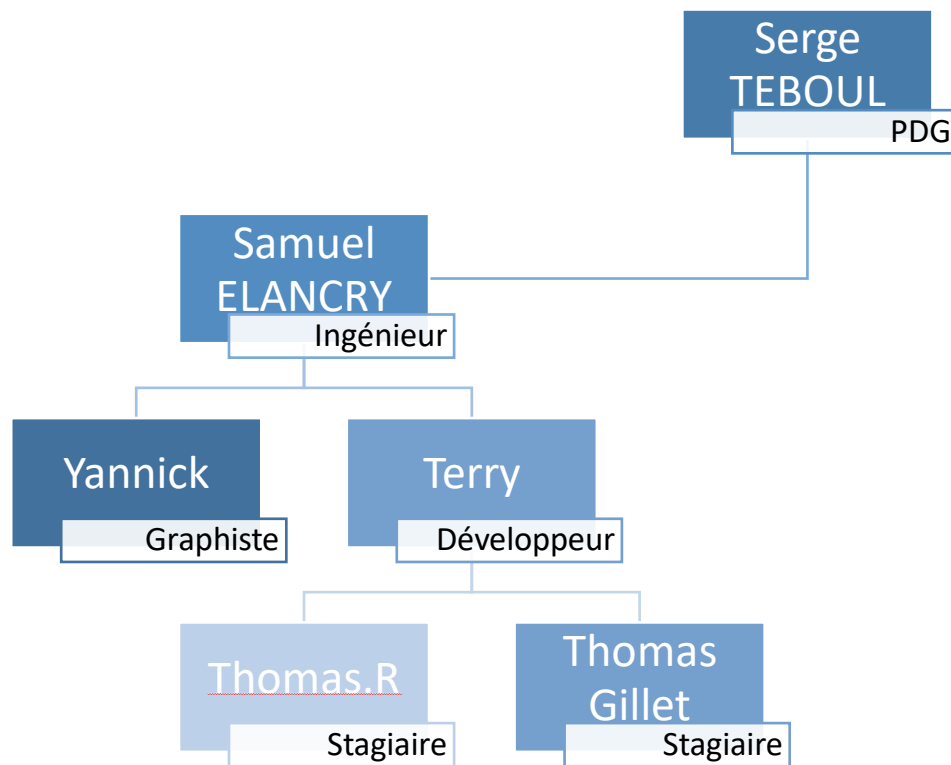 Serge
TEBOUL
PDG
Samuel
ELANCRY
Ingénieur
Yannick
Graphiste
Terry
Développeur
Thomas.R
Stagiaire
Thomas
Gillet
Stagiaire